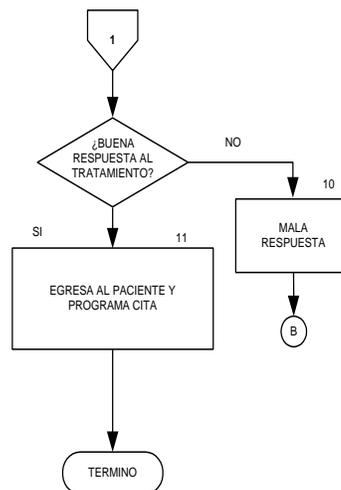 1
¿BUENA
RESPUESTA AL
TRATAMIENTO?
NO
10
MALA
RESPUESTA
SI
11
EGRESA AL PACIENTE Y
PROGRAMA CITA
B
TERMINO